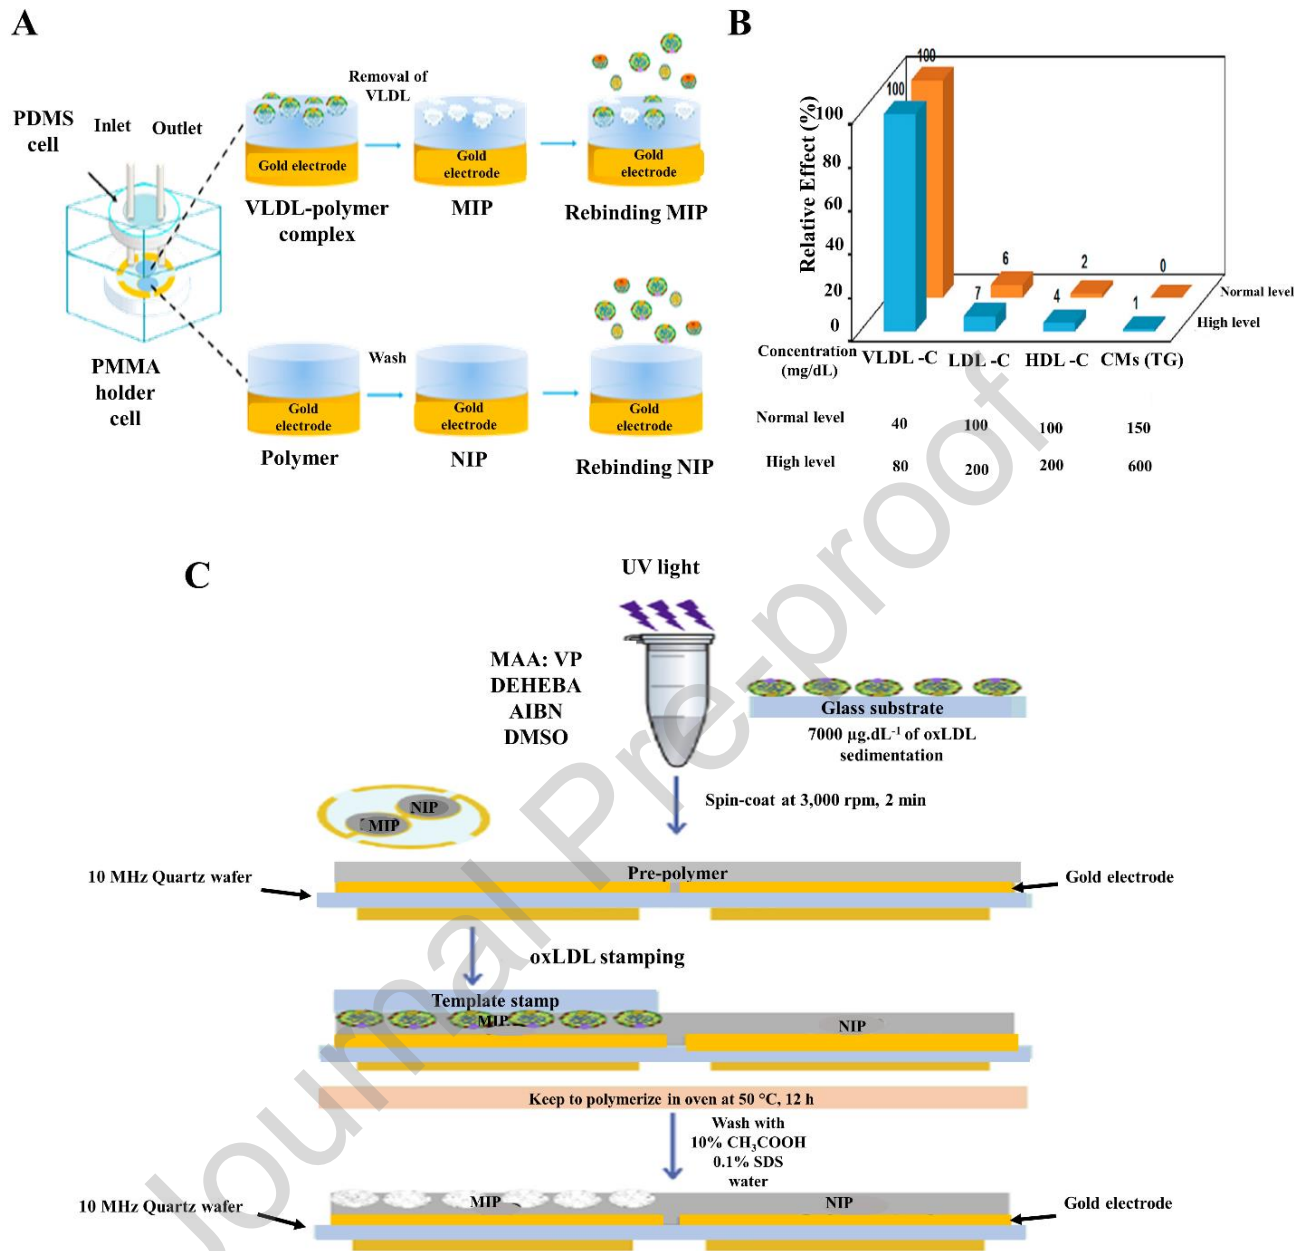 A
PDMS
cell
Inlet
Outlet
Removal of
VLDL
Gold electrode
Gold
electrode
Gold
electrode
VLDL-polymer
complex
MIP
Rebinding MIP
PMMA
holder
cell
Wash
Gold
electrode
Gold
electrode
Gold
electrode
Polymer
NIP
Rebinding NIP
B
Relative Effect (%)
100
80
60
40
20
0
100
100
6
2
0
7
4
1
Normal level
High level
Concentration
(mg/dL)
VLDL -C
LDL -C
HDL -C
CMs (TG)
Normal level
40
100
100
150
High level
80
200
200
600
C
UV light
MAA: VP
DEHEBA
AIBN
DMSO
Glass substrate
7000 µg.dL⁻¹ of oxLDL
sedimentation
Spin-coat at 3,000 rpm, 2 min
NIP
MIP
Pre-polymer
10 MHz Quartz wafer
Gold electrode
oxLDL stamping
Template stamp
MIP
NIP
Keep to polymerize in oven at 50 °C, 12 h
Wash with
10% CH₃COOH
0.1% SDS
water
MIP
NIP
10 MHz Quartz wafer
Gold electrode
Journal Pre-proof